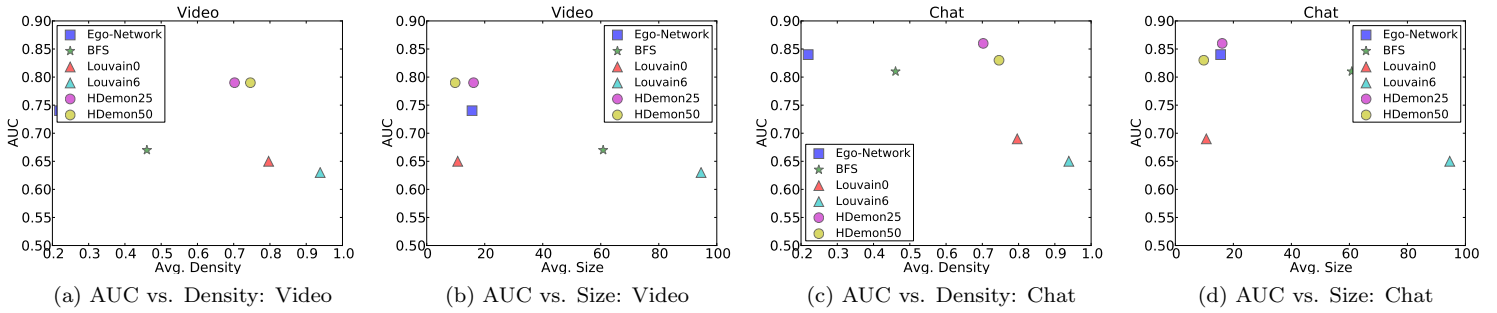 Video
0.90
0.85
0.80
0.75
0.70
0.65
0.60
0.55
0.50
AUC
Ego-Network
BFS
Louvain0
Louvain6
HDemon25
HDemon50
0.2 0.3 0.4 0.5 0.6 0.7 0.8 0.9 1.0
Avg. Density
(a) AUC vs. Density: Video
Video
0.90
0.85
0.80
0.75
0.70
0.65
0.60
0.55
0.50
AUC
Ego-Network
BFS
Louvain0
Louvain6
HDemon25
HDemon50
0 20 40 60 80 100
Avg. Size
(b) AUC vs. Size: Video
Chat
0.90
0.85
0.80
0.75
0.70
0.65
0.60
0.55
0.50
AUC
Ego-Network
BFS
Louvain0
Louvain6
HDemon25
HDemon50
0.2 0.3 0.4 0.5 0.6 0.7 0.8 0.9 1.0
Avg. Density
(c) AUC vs. Density: Chat
Chat
0.90
0.85
0.80
0.75
0.70
0.65
0.60
0.55
0.50
AUC
Ego-Network
BFS
Louvain0
Louvain6
HDemon25
HDemon50
0 20 40 60 80 100
Avg. Size
(d) AUC vs. Size: Chat